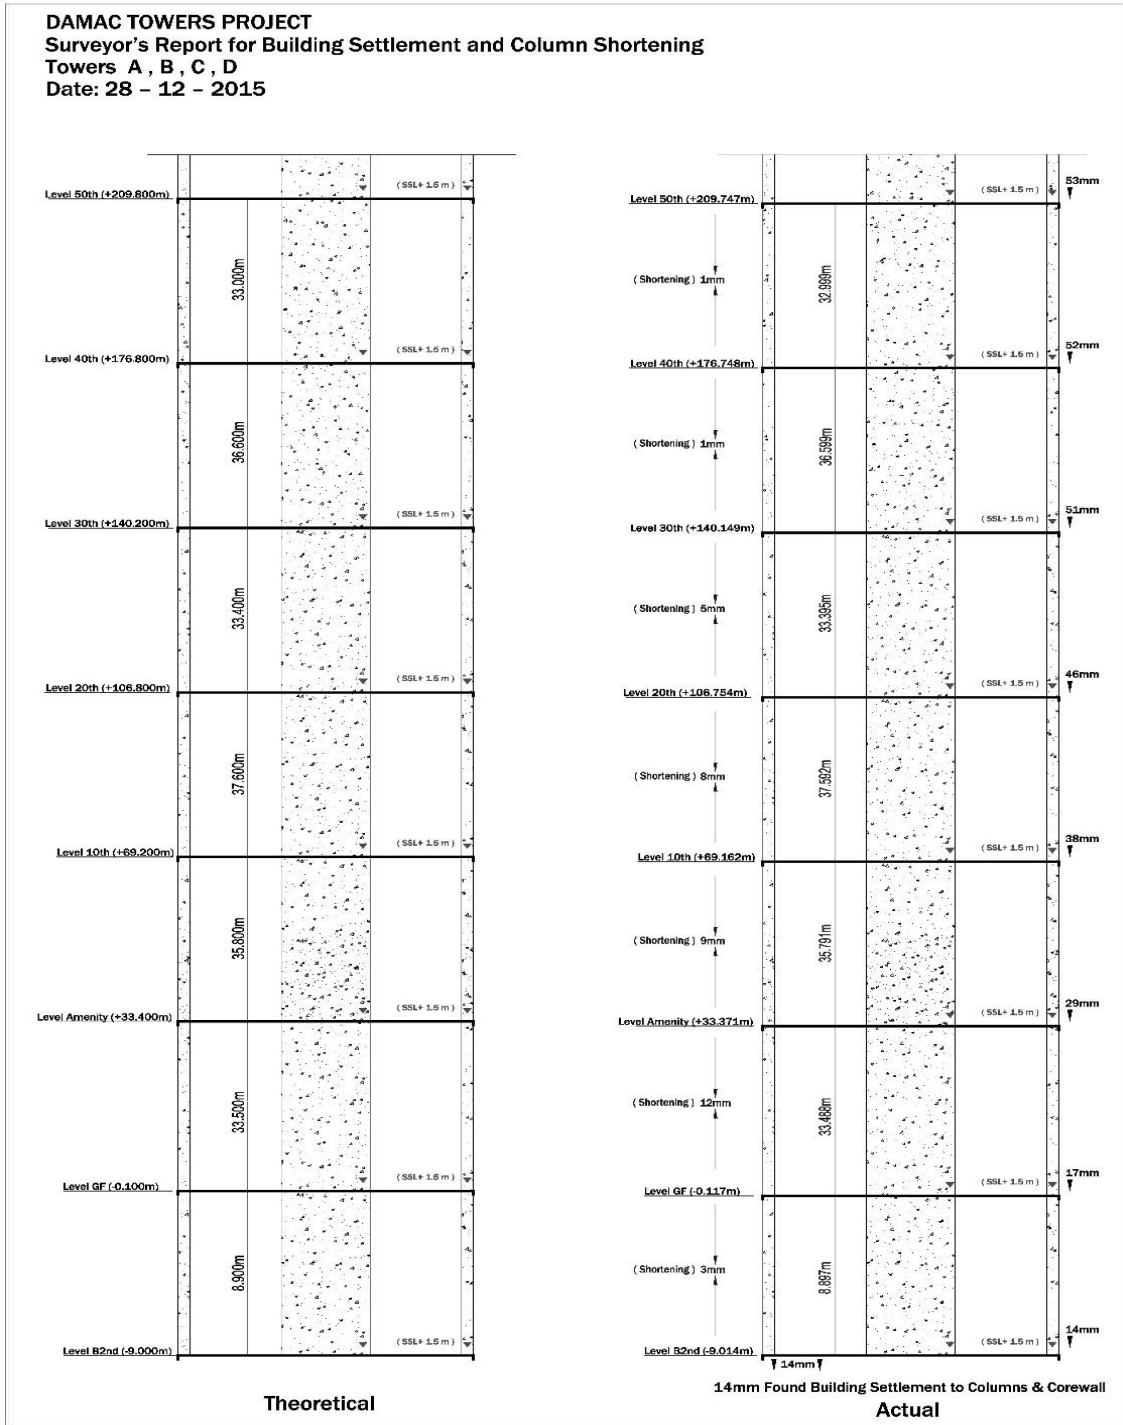 DAMAC TOWERS PROJECT
Surveyor's Report for Building Settlement and Column Shortening
Towers A , B , C , D
Date: 28 – 12 – 2015
Level 50th (+209.800m)
(SSL+ 1.5 m )
33.000m
Level 40th (+176.800m)
(SSL+ 1.5 m )
36.600m
Level 30th (+140.200m)
(SSL+ 1.5 m )
33.400m
Level 20th (+106.800m)
(SSL+ 1.5 m )
37.600m
Level 10th (+69.200m)
(SSL+ 1.5 m )
35.800m
Level Amenity (+33.400m)
(SSL+ 1.5 m )
33.500m
Level GF (-0.100m)
(SSL+ 1.5 m )
8.900m
Level B2nd (-9.000m)
(SSL+ 1.5 m )
Theoretical
53mm
Level 50th (+209.747m)
(SSL+ 1.5 m )
( Shortening ) 1mm
32.999m
52mm
Level 40th (+176.748m)
(SSL+ 1.5 m )
( Shortening ) 1mm
36.599m
51mm
Level 30th (+140.149m)
(SSL+ 1.5 m )
( Shortening ) 5mm
33.395m
46mm
Level 20th (+106.754m)
(SSL+ 1.5 m )
( Shortening ) 8mm
37.592m
38mm
Level 10th (+69.162m)
(SSL+ 1.5 m )
( Shortening ) 9mm
35.791m
29mm
Level Amenity (+33.371m)
(SSL+ 1.5 m )
( Shortening ) 12mm
33.488m
17mm
Level GF (-0.117m)
(SSL+ 1.5 m )
( Shortening ) 3mm
8.897m
14mm
Level B2nd (-9.014m)
(SSL+ 1.5 m )
14mm
14mm Found Building Settlement to Columns & Corewall
Actual